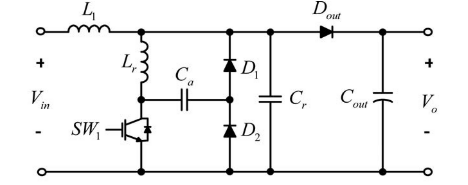 L1
Dout
+
Lr
Ca
D1
+
Vin
Cr
Cout
Vo
-
SW1
D2
-